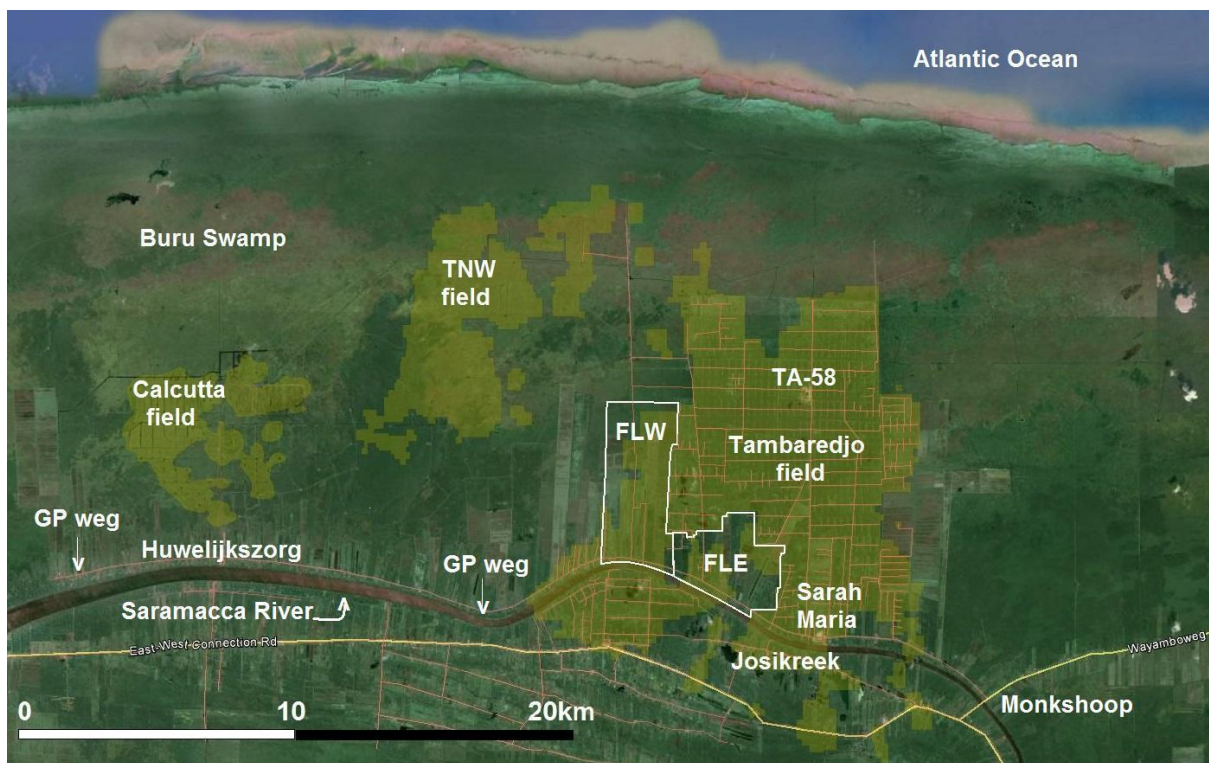 Atlantic Ocean
Buru Swamp
TNW
field
Calcutta
field
TA-58
FLW
Tambaredjo
field
GP weg
Huwelijkszorg
GP weg
FLE
Saramacca River
Sarah
Maria
East-West Connection Rd
Josikreek
Wayamboweg
Monkshoop
0 10 20km